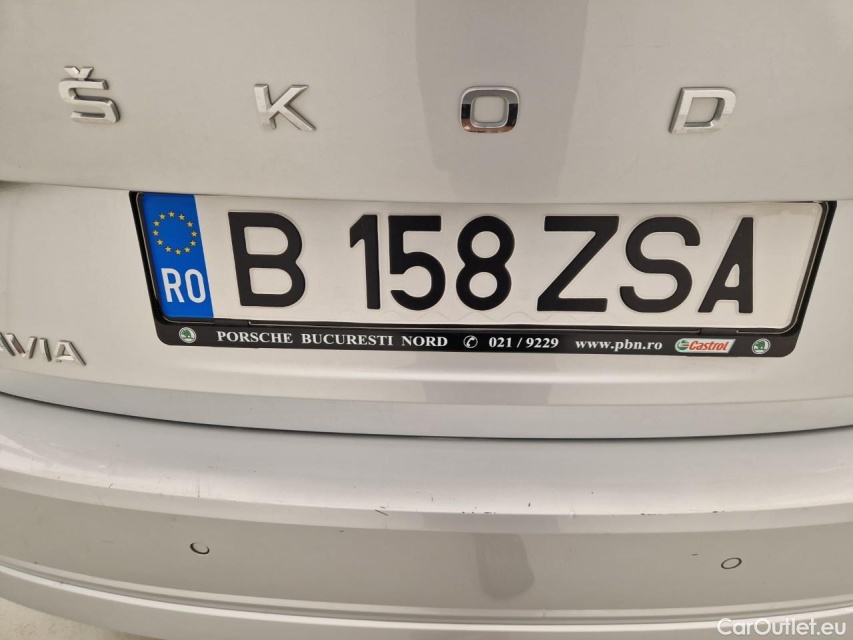 ŠKOD
RO B 158 ZSA
PORSCHE BUCURESTI NORD ✆ 021 / 9229 www.pbn.ro Castrol
AVIA
CarOutlet.eu